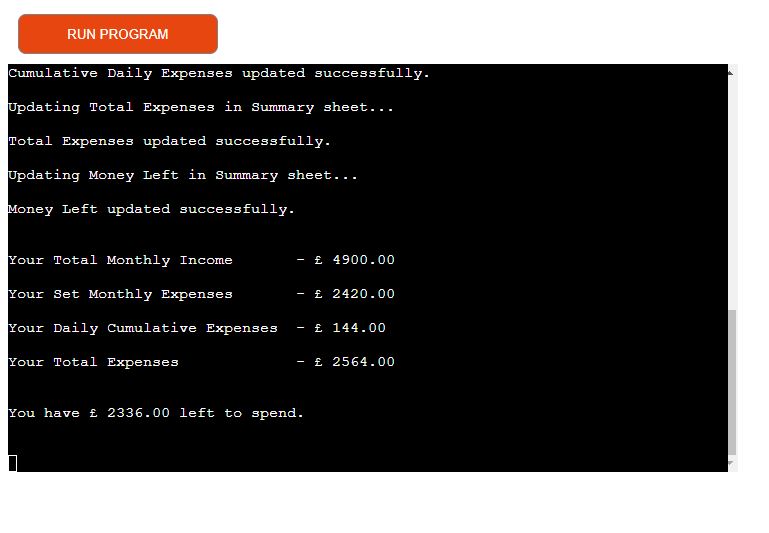 RUN PROGRAM
Cumulative Daily Expenses updated successfully.
Updating Total Expenses in Summary sheet...
Total Expenses updated successfully.
Updating Money Left in Summary sheet...
Money Left updated successfully.
Your Total Monthly Income       - £ 4900.00
Your Set Monthly Expenses       - £ 2420.00
Your Daily Cumulative Expenses  - £ 144.00
Your Total Expenses             - £ 2564.00
You have £ 2336.00 left to spend.